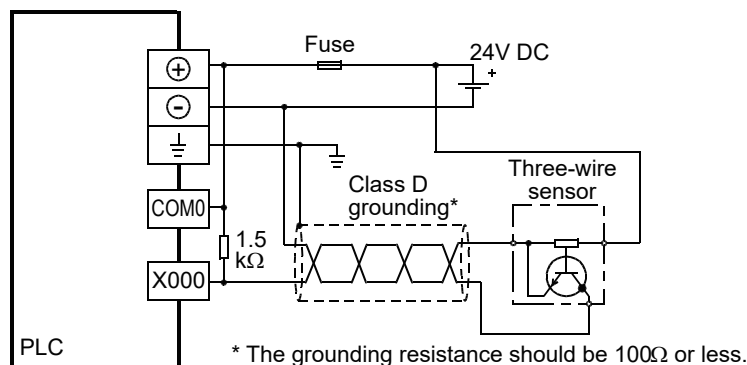 Fuse
24V DC
+
+
-
COM0
X000
1.5
kΩ
Class D
grounding*
Three-wire
sensor
PLC
* The grounding resistance should be 100Ω or less.